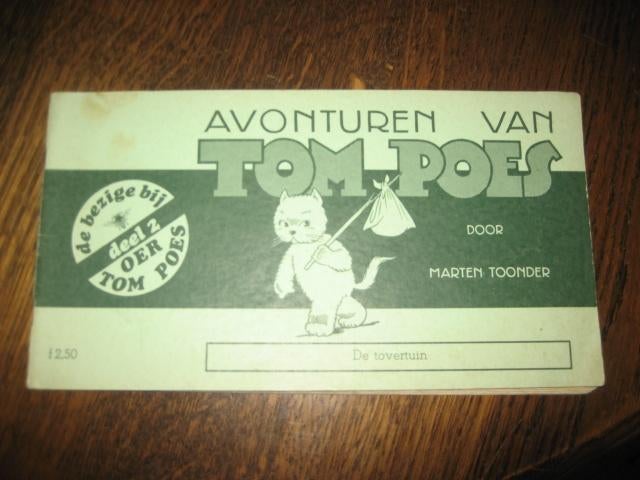 AVONTUREN VAN
TOM POES
DOOR
MARTEN TOONDER
de bezige bij
deel 2
OER
TOM POES
f 2,50
De tovertuin